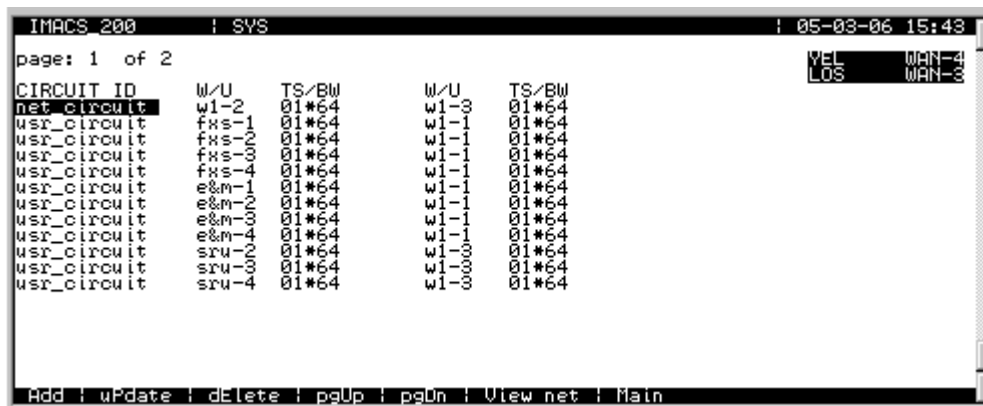 IMACS_200 ¦ SYS ¦ 05-03-06 15:43
page: 1 of 2 YEL WAN-4
LOS WAN-3
CIRCUIT ID W/U TS/BW W/U TS/BW
net_circuit w1-2 01*64 w1-3 01*64
usr_circuit fxs-1 01*64 w1-1 01*64
usr_circuit fxs-2 01*64 w1-1 01*64
usr_circuit fxs-3 01*64 w1-1 01*64
usr_circuit fxs-4 01*64 w1-1 01*64
usr_circuit e&m-1 01*64 w1-1 01*64
usr_circuit e&m-2 01*64 w1-1 01*64
usr_circuit e&m-3 01*64 w1-1 01*64
usr_circuit e&m-4 01*64 w1-1 01*64
usr_circuit sru-2 01*64 w1-3 01*64
usr_circuit sru-3 01*64 w1-3 01*64
usr_circuit sru-4 01*64 w1-3 01*64
Add ¦ uPdate ¦ dElete ¦ pgUp ¦ pgDn ¦ View net ¦ Main